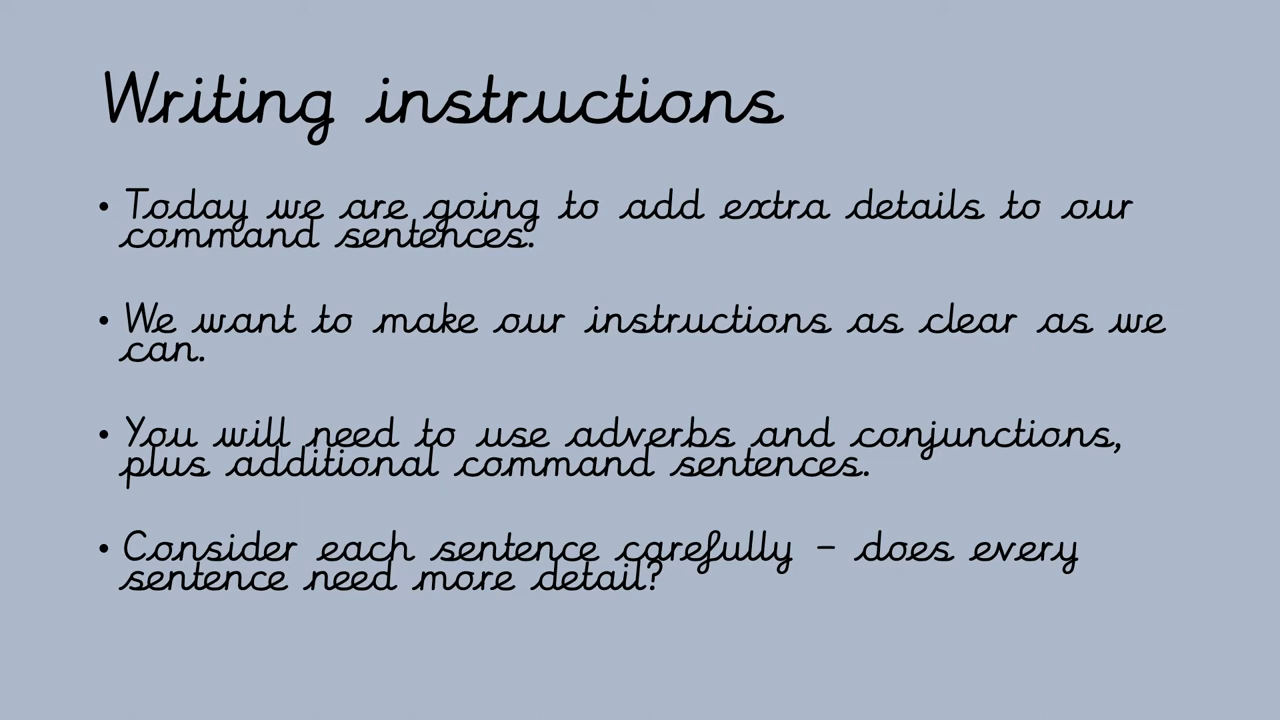 Writing instructions
• Today we are going to add extra details to our
command sentences.
• We want to make our instructions as clear as we
can.
• You will need to use adverbs and conjunctions,
plus additional command sentences.
• Consider each sentence carefully – does every
sentence need more detail?